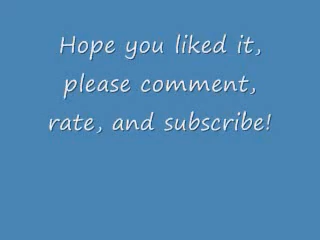 Hope you liked it,
please comment,
rate, and subscribe!